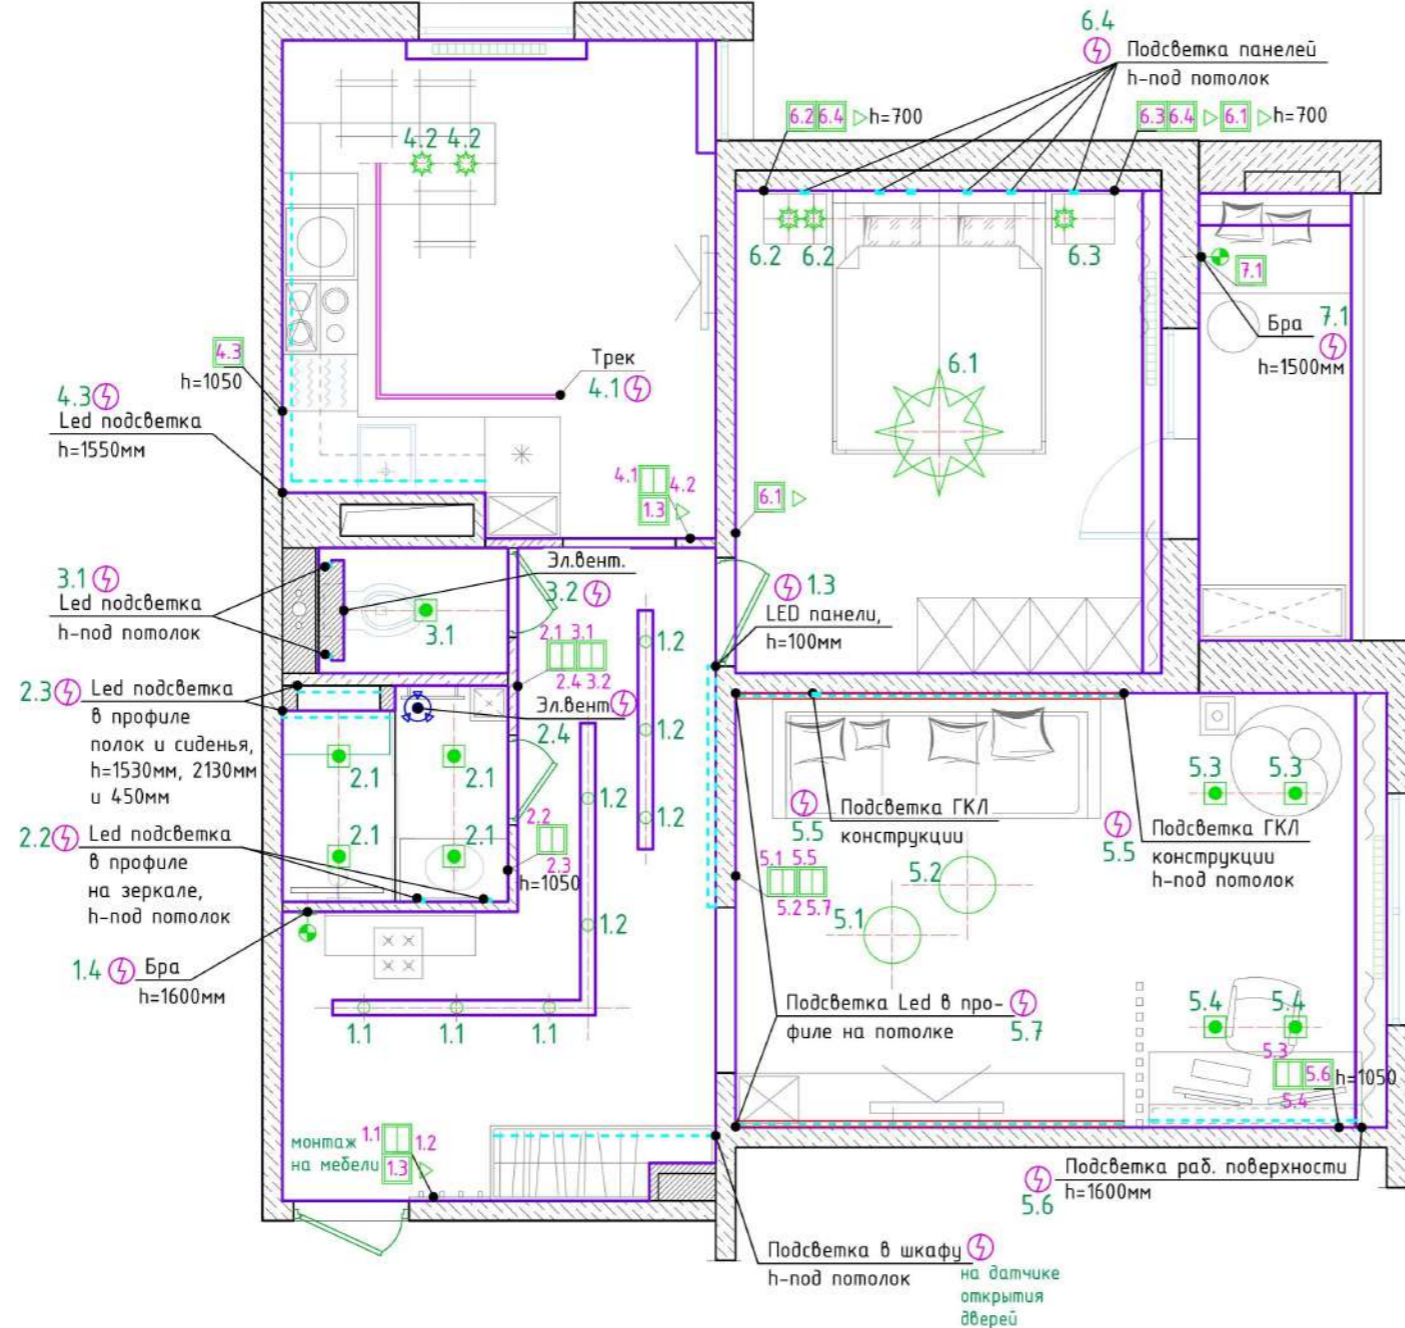 6.4
Подсветка панелей
h-под потолок
6.2 6.4 h=700
6.3 6.4 6.1 h=700
4.2 4.2
6.2 6.2 6.3
7.1
Бра 7.1
h=1500мм
6.1
4.3
h=1050
Трек
4.1
4.3
Led подсветка
h=1550мм
4.1 4.2
1.3
6.1
Эл.вент.
3.2
3.1
Led подсветка
h-под потолок
3.1
1.3
LED панели,
h=100мм
2.1 3.1
2.4 3.2
1.2
2.3 Led подсветка
в профиле
полок и сиденья,
h=1530мм, 2130мм
и 450мм
Эл.вент
2.4
1.2
2.1 2.1
1.2
1.2
5.3 5.3
2.2 Led подсветка
в профиле
на зеркале,
h-под потолок
2.1 2.1
2.2
2.3
h=1050
Подсветка ГКЛ
5.5 конструкции
Подсветка ГКЛ
5.5 конструкции
h-под потолок
5.1 5.5
5.2 5.7
5.2
5.1
1.2
1.4 Бра
h=1600мм
1.1 1.1 1.1
Подсветка Led в про-
филе на потолке 5.7
5.4 5.4
5.3
5.6 h=1050
5.4
монтаж 1.1 1.2
на мебели 1.3
Подсветка раб. поверхности
h=1600мм
5.6
Подсветка в шкафу
h-под потолок
на датчике
открытия
дверей